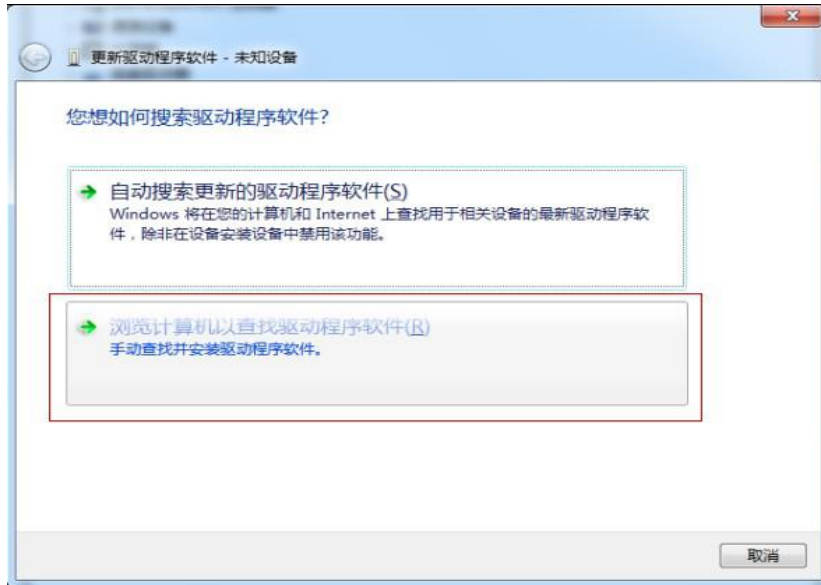 更新驱动程序软件 - 未知设备
您想如何搜索驱动程序软件?
自动搜索更新的驱动程序软件(S)
Windows 将在您的计算机和 Internet 上查找用于相关设备的最新驱动程序软
件，除非在设备安装设备中禁用该功能。
浏览计算机以查找驱动程序软件(R)
手动查找并安装驱动程序软件。
取消